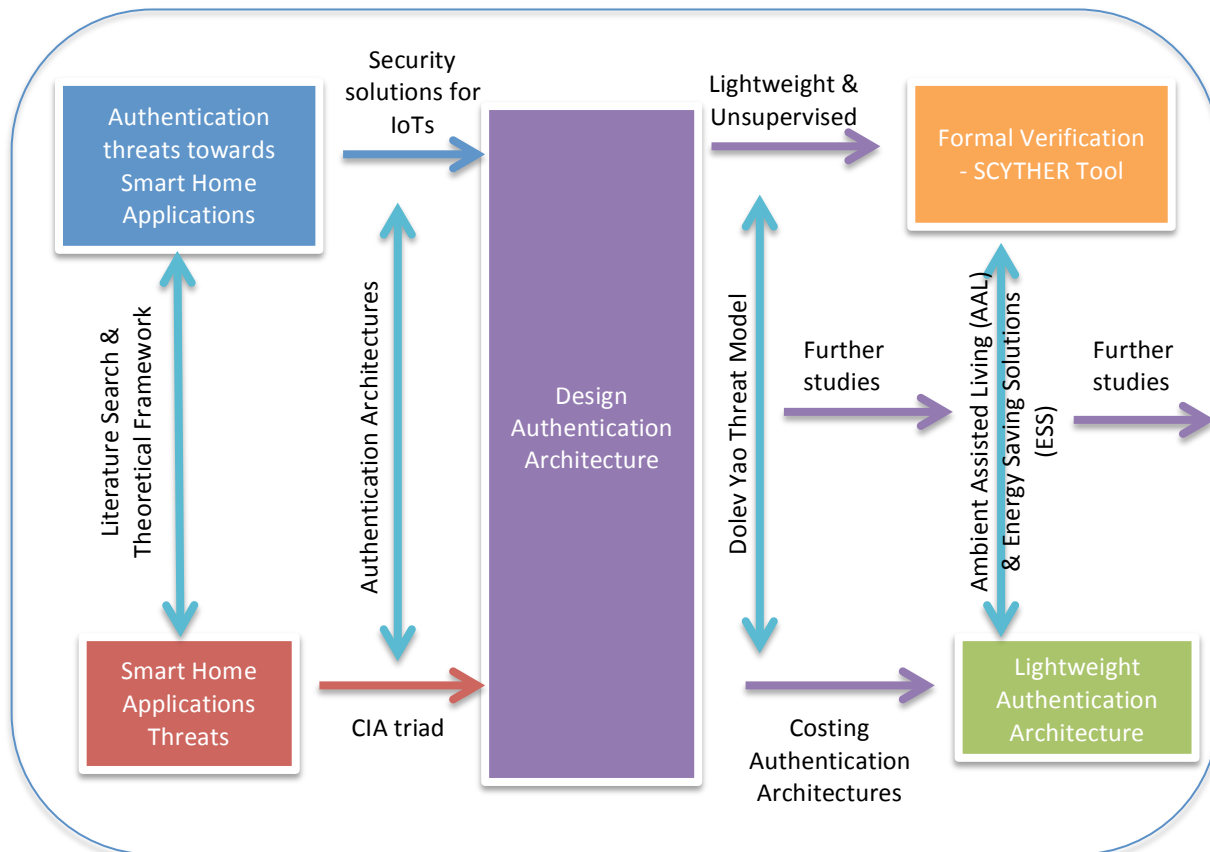 Security
solutions for
IoTs
Authentication
threats towards
Smart Home
Applications
Lightweight &
Unsupervised
Formal Verification
- SCYTHER Tool
Literature Search &
Theoretical Framework
Authentication Architectures
Design
Authentication
Architecture
Dolev Yao Threat Model
Further
studies
Ambient Assisted Living (AAL)
& Energy Saving Solutions
(ESS)
Further
studies
Smart Home
Applications
Threats
CIA triad
Costing
Authentication
Architectures
Lightweight
Authentication
Architecture